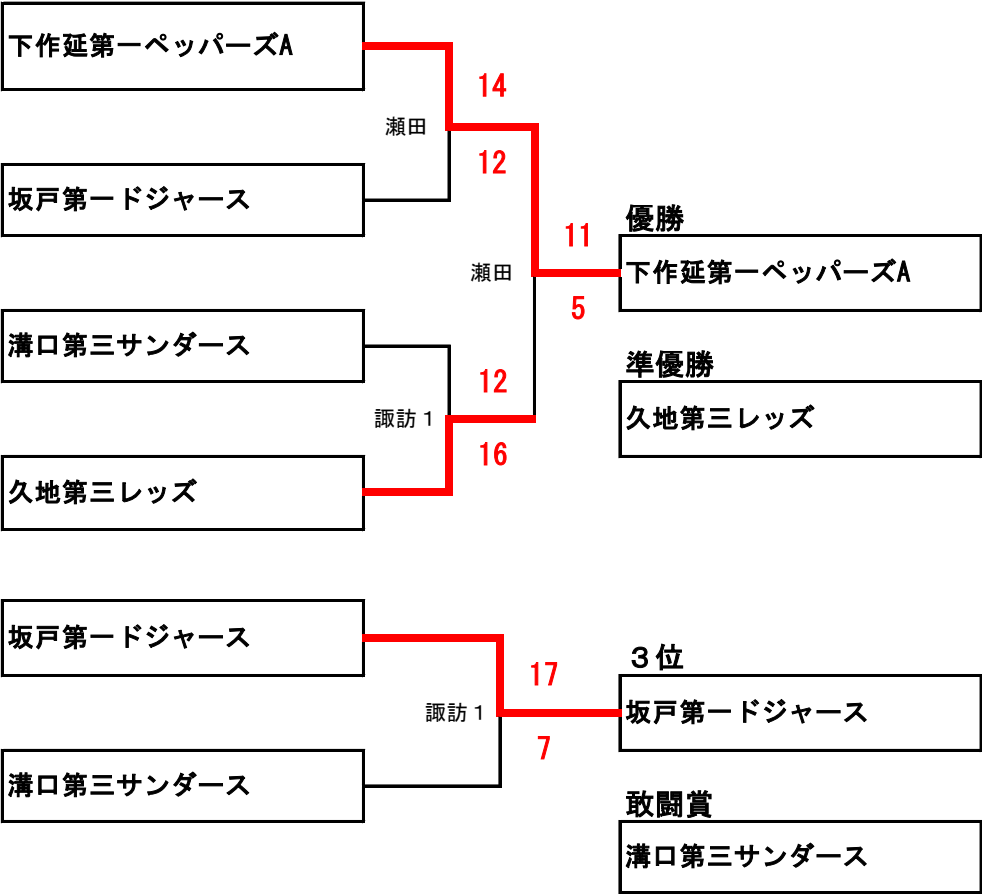 下作延第一ペッパーズA
14
瀬田
12
坂戸第一ドジャース
優勝
11
下作延第一ペッパーズA
瀬田
5
溝口第三サンダース
準優勝
12
久地第三レッズ
諏訪１
16
久地第三レッズ
坂戸第一ドジャース
３位
17
坂戸第一ドジャース
諏訪１
7
溝口第三サンダース
敢闘賞
溝口第三サンダース